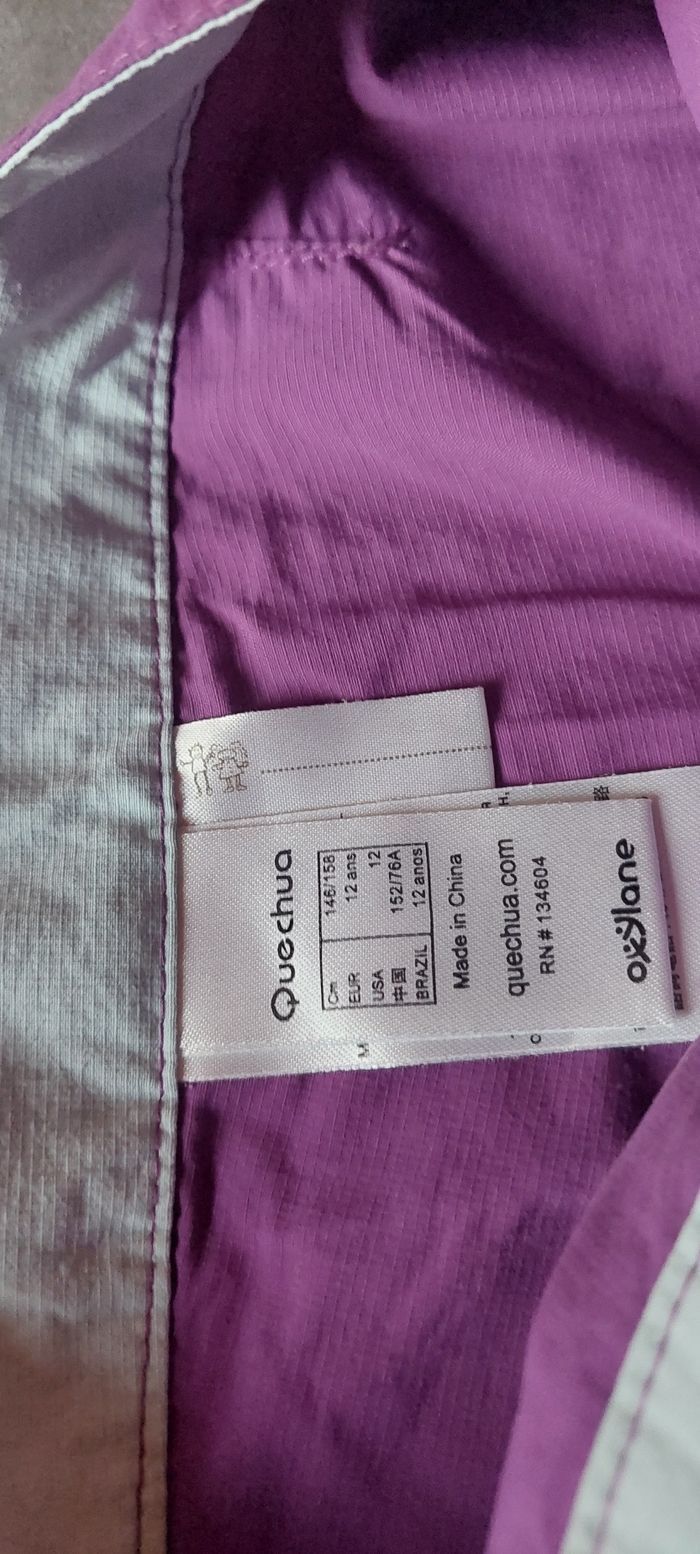 Quechua
Cm 146/158
EUR 12 ans
USA 12
中国 152/76A
BRAZIL 12 anos
Made in China
quechua.com
RN # 134604
oxylane